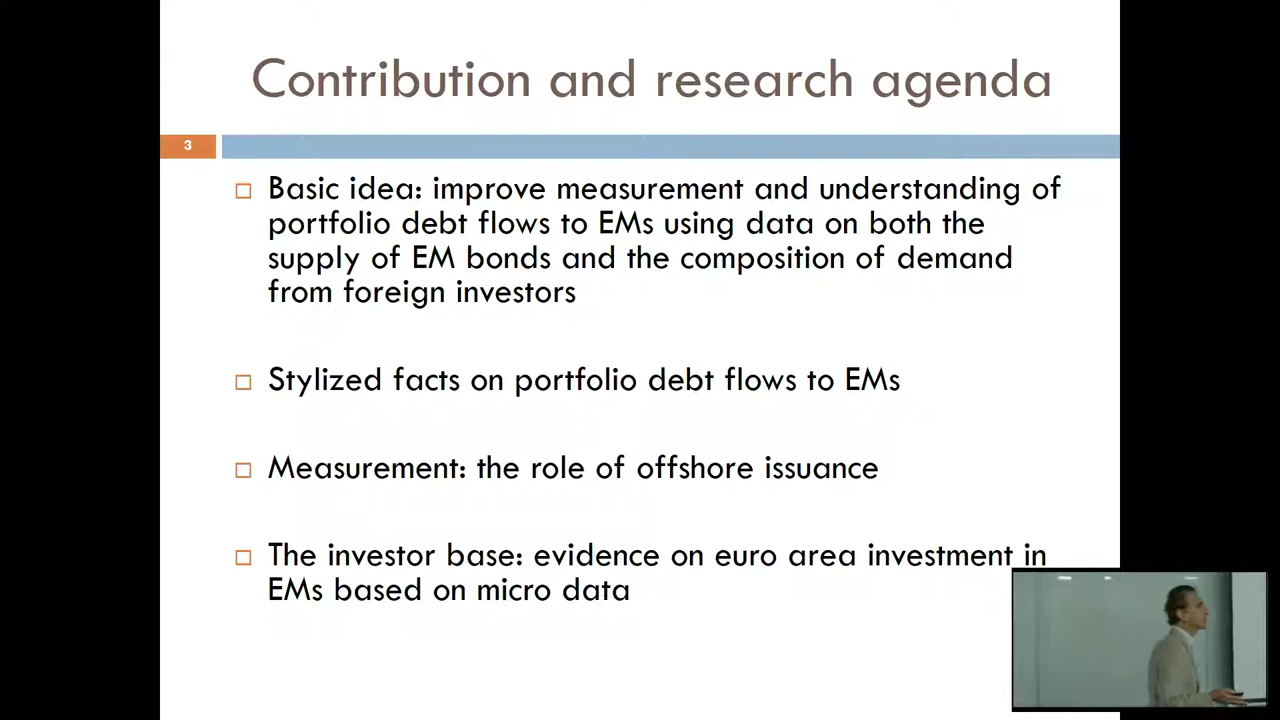 Contribution and research agenda
3
Basic idea: improve measurement and understanding of
portfolio debt flows to EMs using data on both the
supply of EM bonds and the composition of demand
from foreign investors
Stylized facts on portfolio debt flows to EMs
Measurement: the role of offshore issuance
The investor base: evidence on euro area investment in
EMs based on micro data